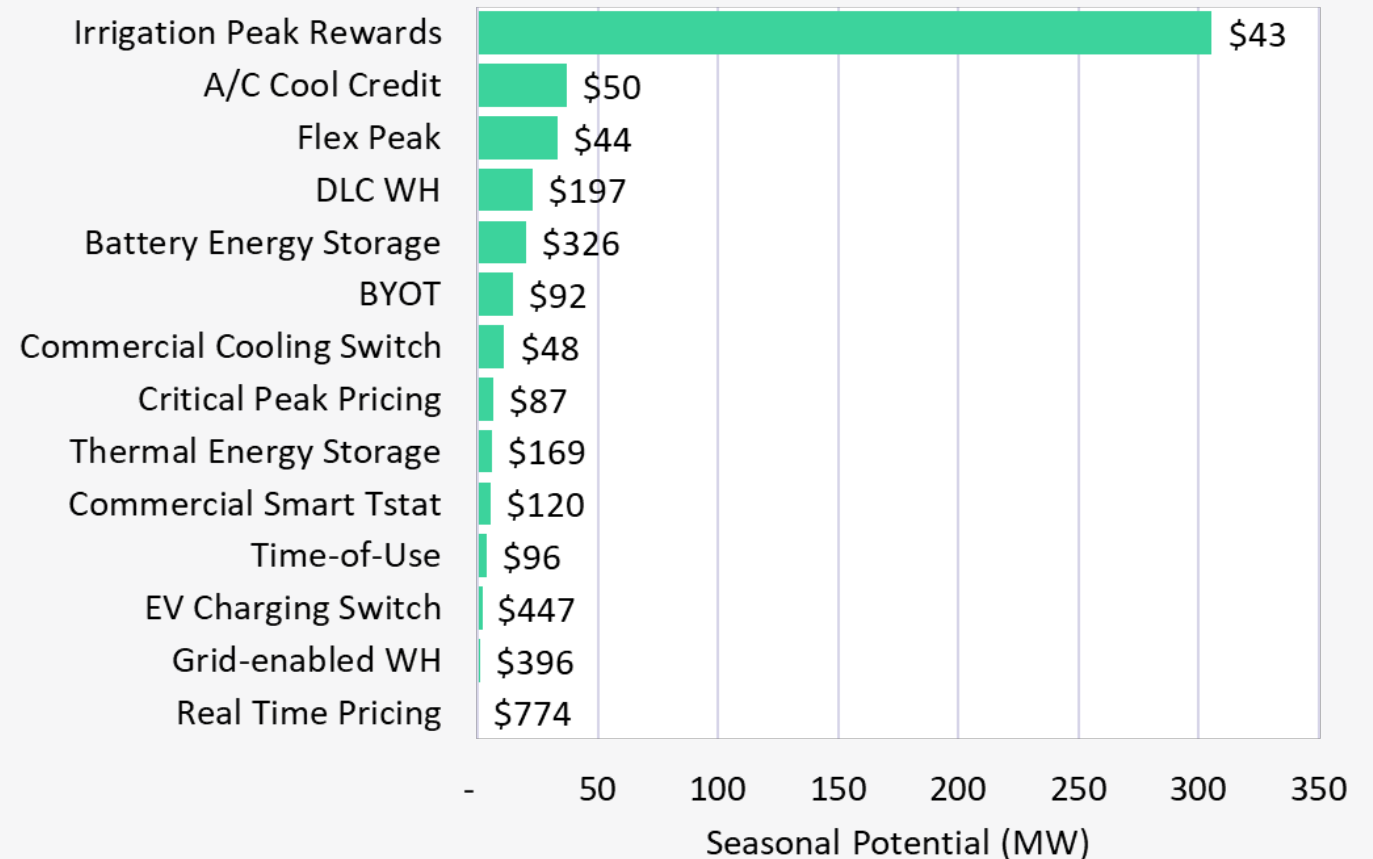 Irrigation Peak Rewards $43
A/C Cool Credit $50
Flex Peak $44
DLC WH $197
Battery Energy Storage $326
BYOT $92
Commercial Cooling Switch $48
Critical Peak Pricing $87
Thermal Energy Storage $169
Commercial Smart Tstat $120
Time-of-Use $96
EV Charging Switch $447
Grid-enabled WH $396
Real Time Pricing $774
- 50 100 150 200 250 300 350
Seasonal Potential (MW)